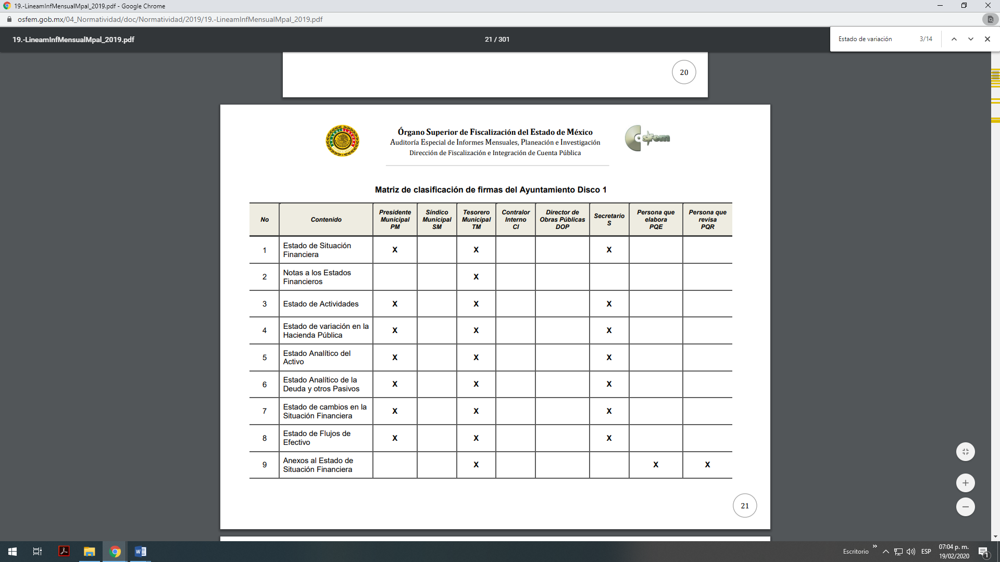 19.-LineamInfMensualMpal_2019.pdf - Google Chrome
osfem.gob.mx/04_Normatividad/doc/Normatividad/2019/19.-LineamInfMensualMpal_2019.pdf
19.-LineamInfMensualMpal_2019.pdf
21 / 301
Estado de variación
3/14
20
Órgano Superior de Fiscalización del Estado de México
Auditoría Especial de Informes Mensuales, Planeación e Investigación
Dirección de Fiscalización e Integración de Cuenta Pública
osfem
Matriz de clasificación de firmas del Ayuntamiento Disco 1
No
Contenido
Presidente
Municipal
PM
Síndico
Municipal
SM
Tesorero
Municipal
TM
Contralor
Interno
CI
Director de
Obras Públicas
DOP
Secretario
S
Persona que
elabora
PQE
Persona que
revisa
PQR
1
Estado de Situación
Financiera
X
X
X
2
Notas a los Estados
Financieros
X
3
Estado de Actividades
X
X
X
4
Estado de variación en la
Hacienda Pública
X
X
X
5
Estado Analítico del
Activo
X
X
X
6
Estado Analítico de la
Deuda y otros Pasivos
X
X
X
7
Estado de cambios en la
Situación Financiera
X
X
X
8
Estado de Flujos de
Efectivo
X
X
X
9
Anexos al Estado de
Situación Financiera
X
X
X
21
Escritorio
ESP
07:04 p. m.
19/02/2020
1